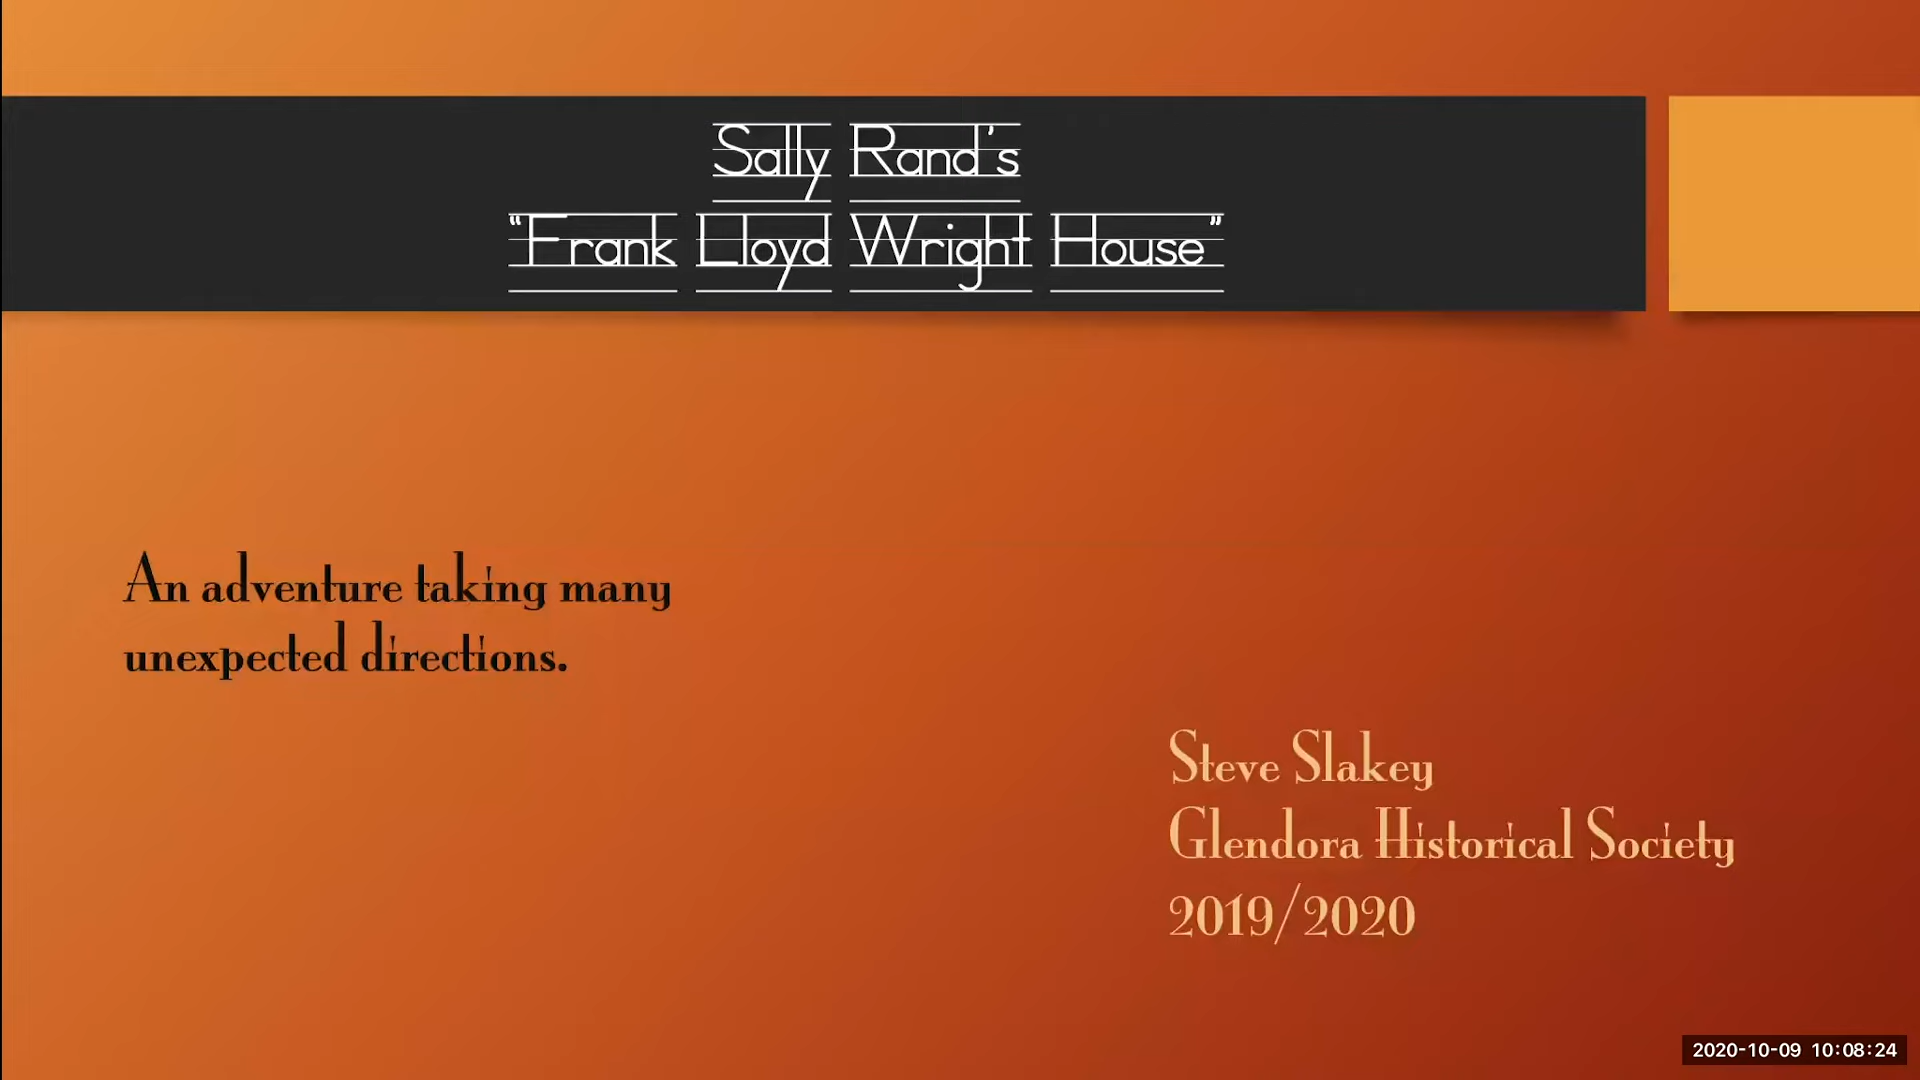 Sally Rand's
“Frank Lloyd Wright House”
An adventure taking many
unexpected directions.
Steve Slakey
Glendora Historical Society
2019/2020
2020-10-09 10:08:24